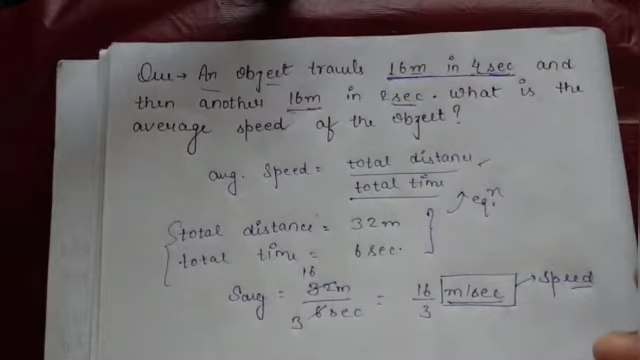 Que → An object travels 16m in 4sec and
then another 16m in 2sec. What is the
average speed of the object?
avg. Speed = total distance
total time
eqn
total distance = 32m
total time = 6sec.
16
Savg = 32m = 16 m/sec → Speed
3 6sec 3